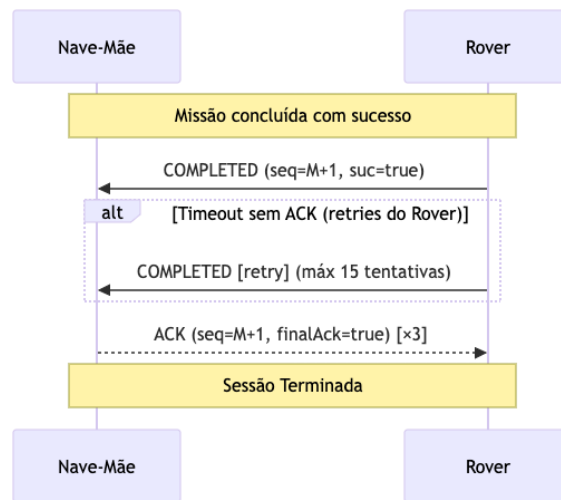 Nave-Mãe
Rover
Missão concluída com sucesso
COMPLETED (seq=M+1, suc=true)
alt
[Timeout sem ACK (retries do Rover)]
COMPLETED [retry] (máx 15 tentativas)
ACK (seq=M+1, finalAck=true) [×3]
Sessão Terminada
Nave-Mãe
Rover